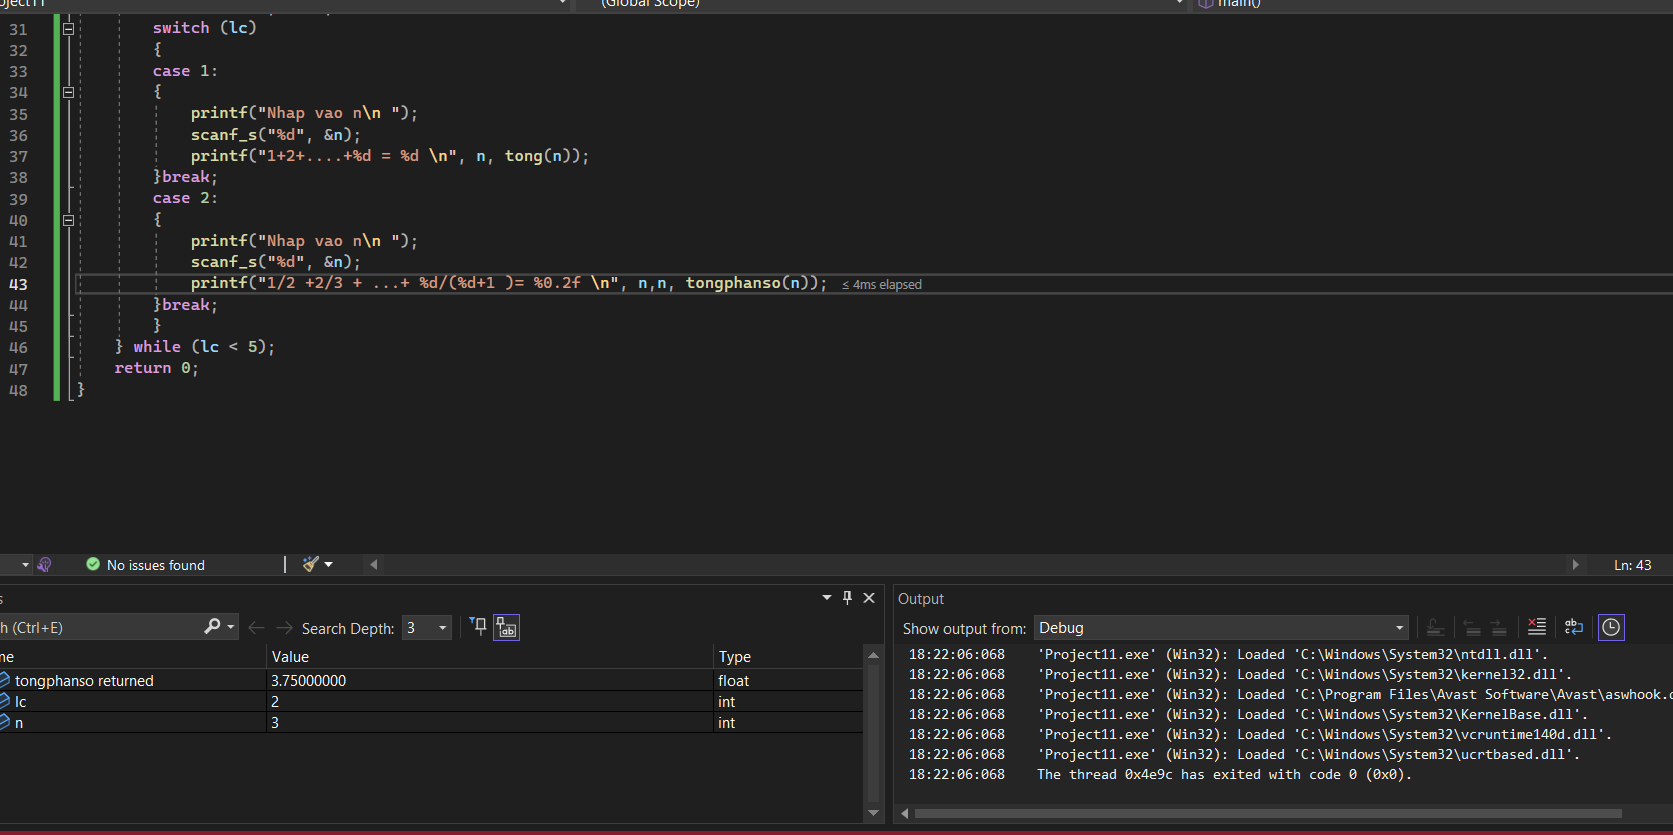 (Global Scope)
main()
31 switch (lc)
32 {
33 case 1:
34 {
35 printf("Nhap vao n\n ");
36 scanf_s("%d", &n);
37 printf("1+2+....+%d = %d \n", n, tong(n));
38 }break;
39 case 2:
40 {
41 printf("Nhap vao n\n ");
42 scanf_s("%d", &n);
43 printf("1/2 +2/3 + ...+ %d/(%d+1 )= %0.2f \n", n,n, tongphanso(n)); ≤ 4ms elapsed
44 }break;
45 }
46 } while (lc < 5);
47 return 0;
48 }
No issues found
Ln: 43
(Ctrl+E)
Search Depth: 3
Value Type
tongphanso returned 3.75000000 float
lc 2 int
n 3 int
Output
Show output from: Debug
18:22:06:068 'Project11.exe' (Win32): Loaded 'C:\Windows\System32\ntdll.dll'.
18:22:06:068 'Project11.exe' (Win32): Loaded 'C:\Windows\System32\kernel32.dll'.
18:22:06:068 'Project11.exe' (Win32): Loaded 'C:\Program Files\Avast Software\Avast\aswhook.
18:22:06:068 'Project11.exe' (Win32): Loaded 'C:\Windows\System32\KernelBase.dll'.
18:22:06:068 'Project11.exe' (Win32): Loaded 'C:\Windows\System32\vcruntime140d.dll'.
18:22:06:068 'Project11.exe' (Win32): Loaded 'C:\Windows\System32\ucrtbased.dll'.
18:22:06:068 The thread 0x4e9c has exited with code 0 (0x0).